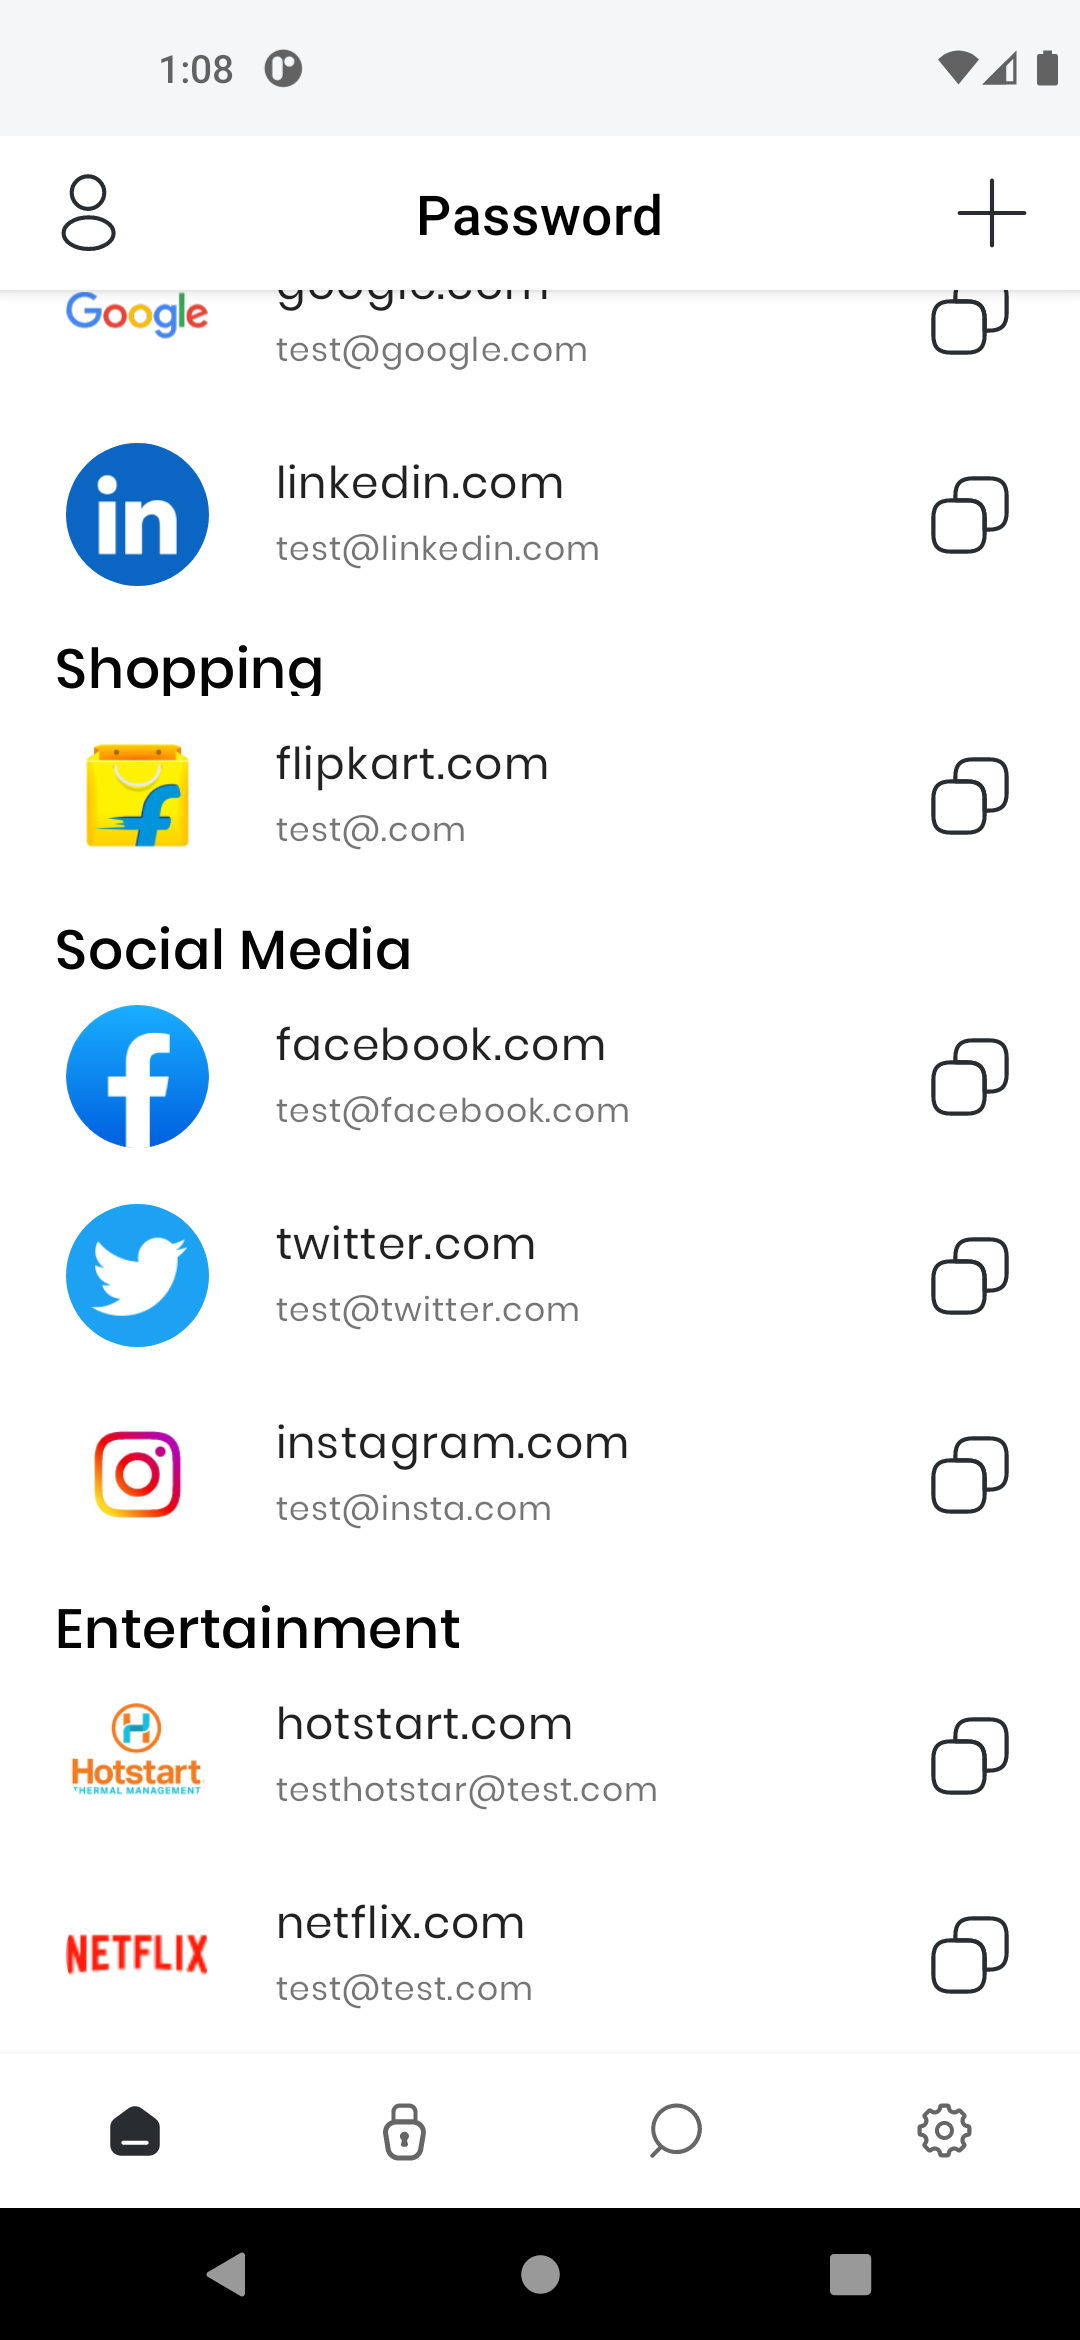 1:08
Password
Google
google.com
test@google.com
in
linkedin.com
test@linkedin.com
Shopping
flipkart.com
test@.com
Social Media
facebook.com
test@facebook.com
twitter.com
test@twitter.com
instagram.com
test@insta.com
Entertainment
Hotstart
THERMAL MANAGEMENT
hotstart.com
testhotstar@test.com
NETFLIX
netflix.com
test@test.com